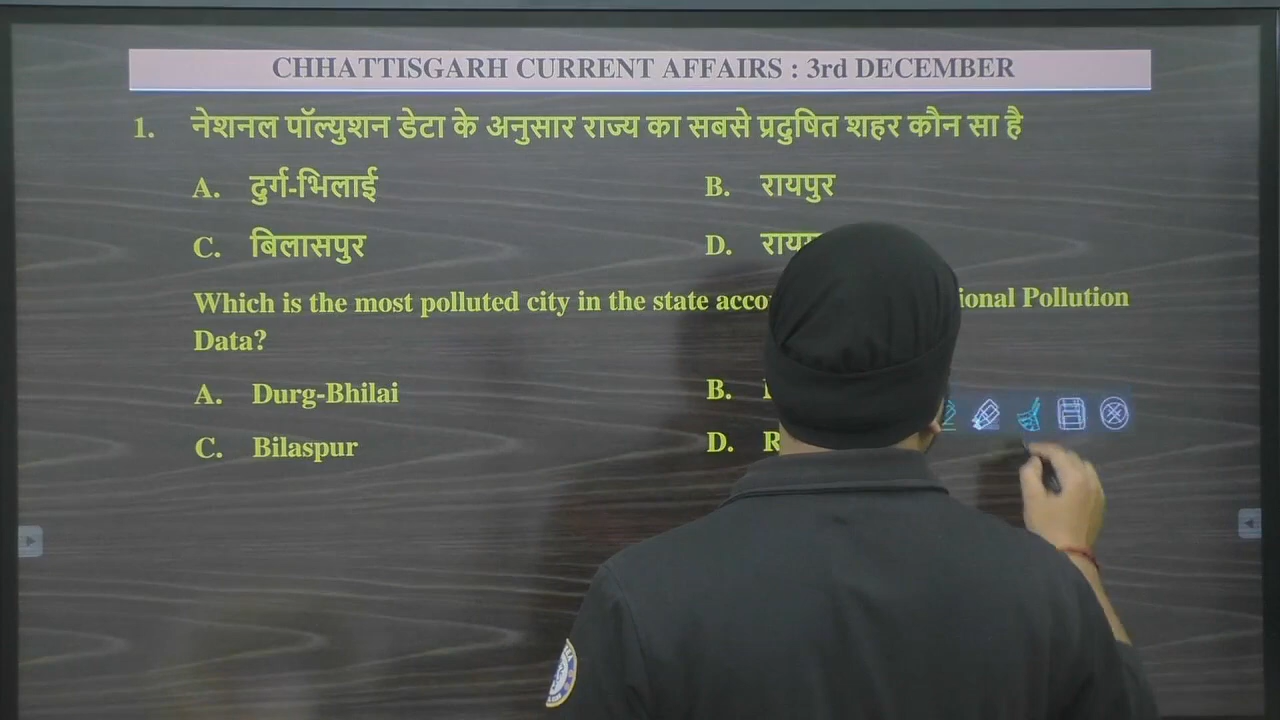 CHHATTISGARH CURRENT AFFAIRS : 3rd DECEMBER
1. नेशनल पॉल्युशन डेटा के अनुसार राज्य का सबसे प्रदुषित शहर कौन सा है
A. दुर्ग-भिलाई B. रायपुर
C. बिलासपुर D.
Which is the most polluted city in the state Pollution
Data?
A. Durg-Bhilai B.
C. Bilaspur D.